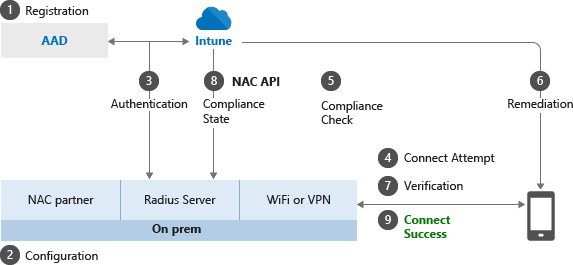 1 Registration
AAD
Intune
3
Authentication
8 NAC API
Compliance
State
5
Compliance
Check
6
Remediation
4 Connect Attempt
7 Verification
9 Connect
Success
NAC partner
Radius Server
WiFi or VPN
On prem
2 Configuration